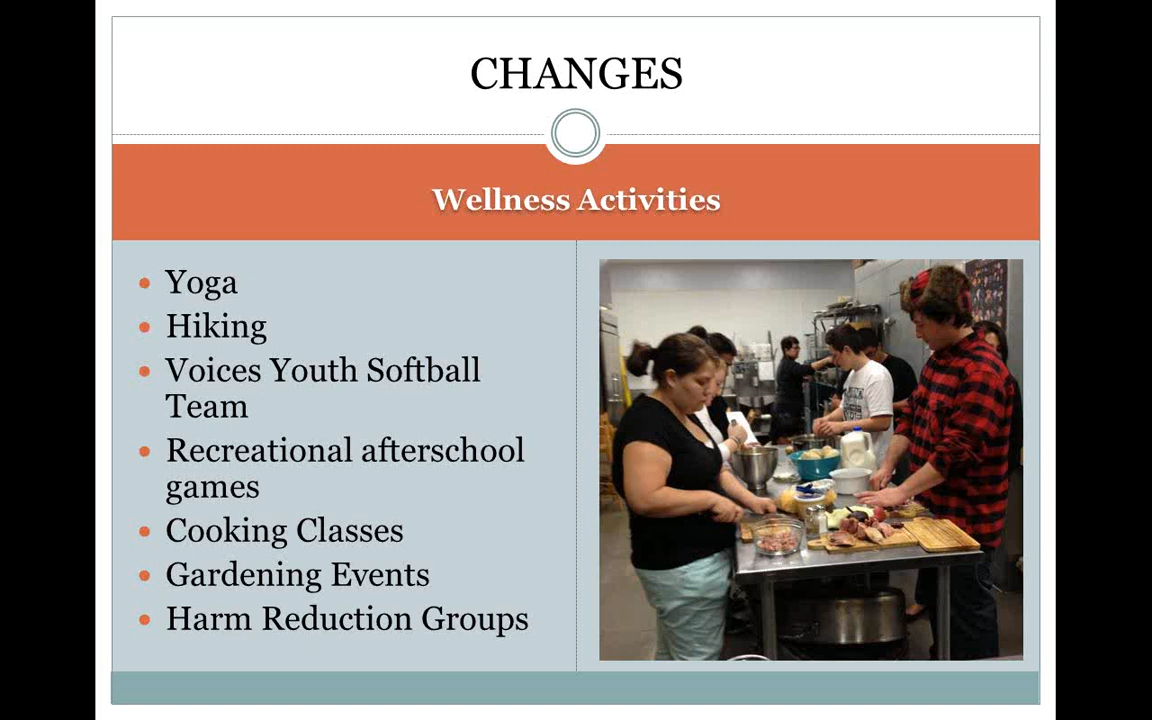 CHANGES
Wellness Activities
• Yoga
• Hiking
• Voices Youth Softball
Team
• Recreational afterschool
games
• Cooking Classes
• Gardening Events
• Harm Reduction Groups